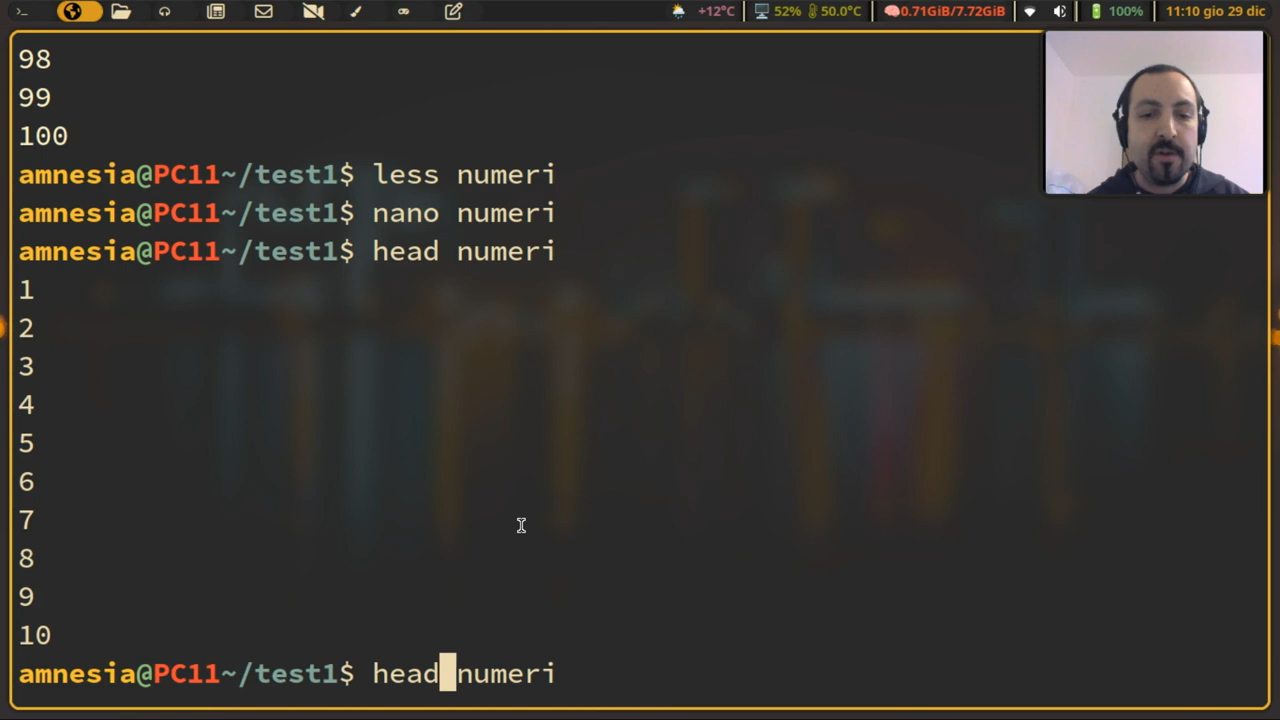 +12°C 52% 50.0°C 0.71GiB/7.72GiB 100% 11:10 gio 29 dic
98
99
100
amnesia@PC11~/test1$ less numeri
amnesia@PC11~/test1$ nano numeri
amnesia@PC11~/test1$ head numeri
1
2
3
4
5
6
7
8
9
10
amnesia@PC11~/test1$ head numeri